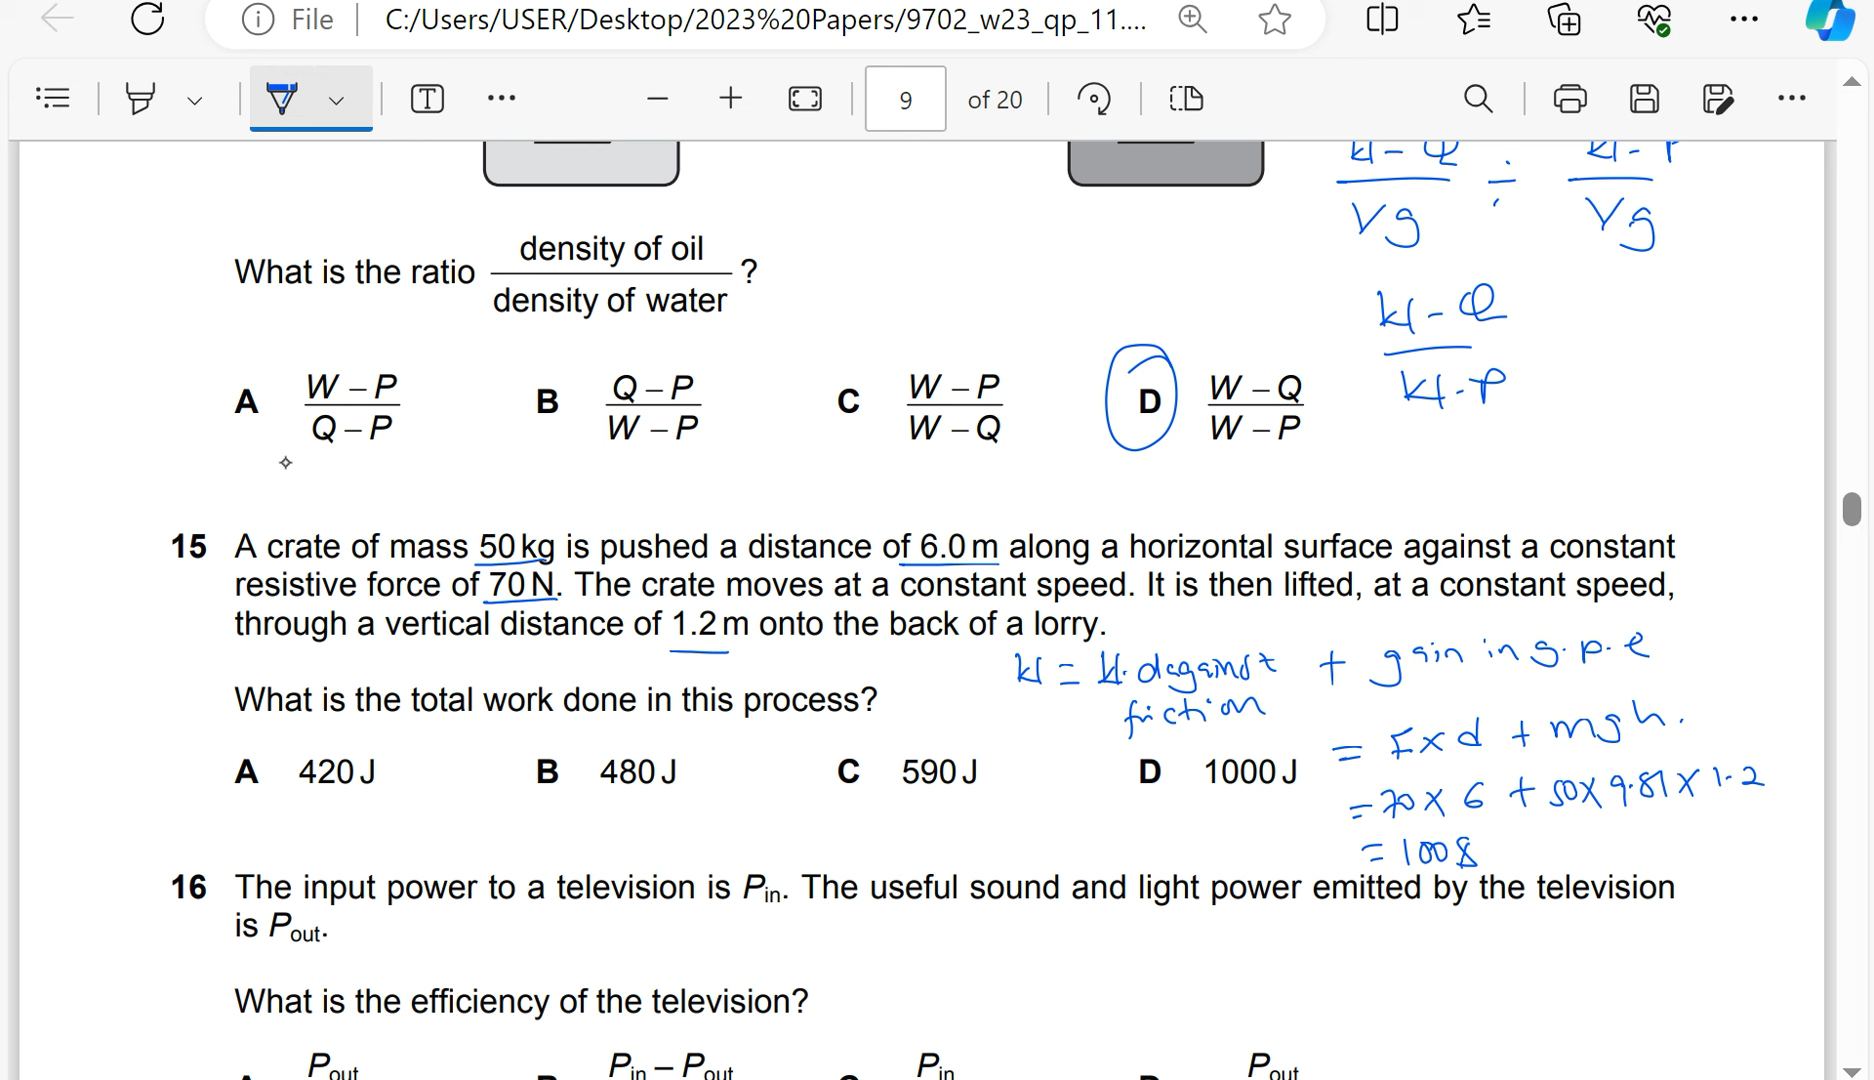 File
C:/Users/USER/Desktop/2023%20Papers/9702_w23_qp_11....
9
of 20
W - Q ÷ W - P
Vg Vg
What is the ratio density of oil / density of water ?
W - Q
W - P
A W – P / Q – P
B Q – P / W – P
C W – P / W – Q
D W – Q / W – P
15 A crate of mass 50 kg is pushed a distance of 6.0 m along a horizontal surface against a constant
resistive force of 70 N. The crate moves at a constant speed. It is then lifted, at a constant speed,
through a vertical distance of 1.2 m onto the back of a lorry.
W = W. d against friction + gain in g.p.e
What is the total work done in this process?
= F x d + mgh.
A 420 J B 480 J C 590 J D 1000 J
= 70 x 6 + 50 x 9.81 x 1.2
= 1008
16 The input power to a television is Pin. The useful sound and light power emitted by the television
is Pout.
What is the efficiency of the television?
Pout
Pin – Pout
Pin
Pout